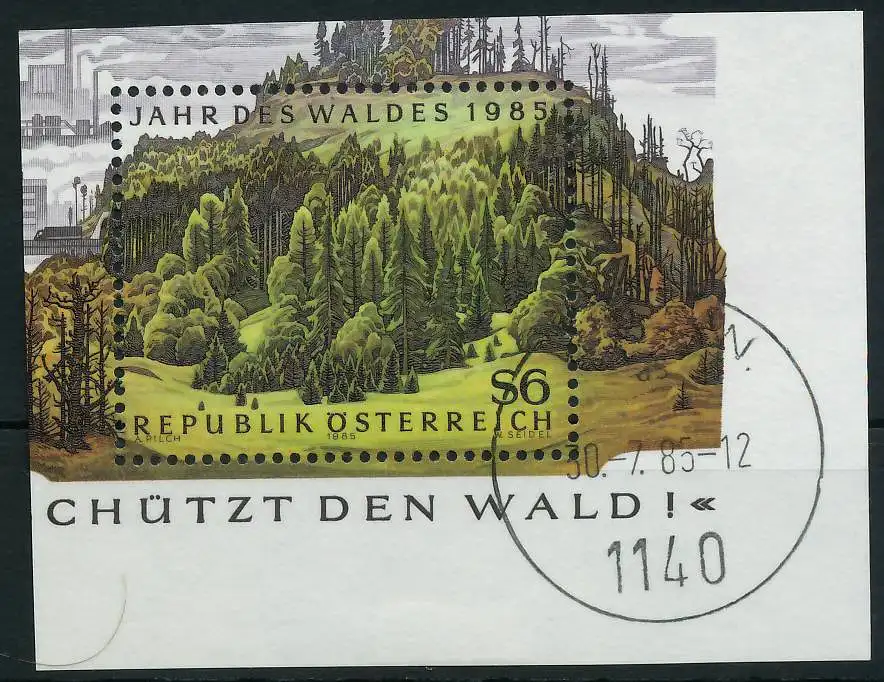 JAHR DES WALDES 1985
S6
REPUBLIK ÖSTERREICH
A.PILCH 1985 W. SEIDEL
CHÜTZT DEN WALD!«
30.-7.85-12
1140